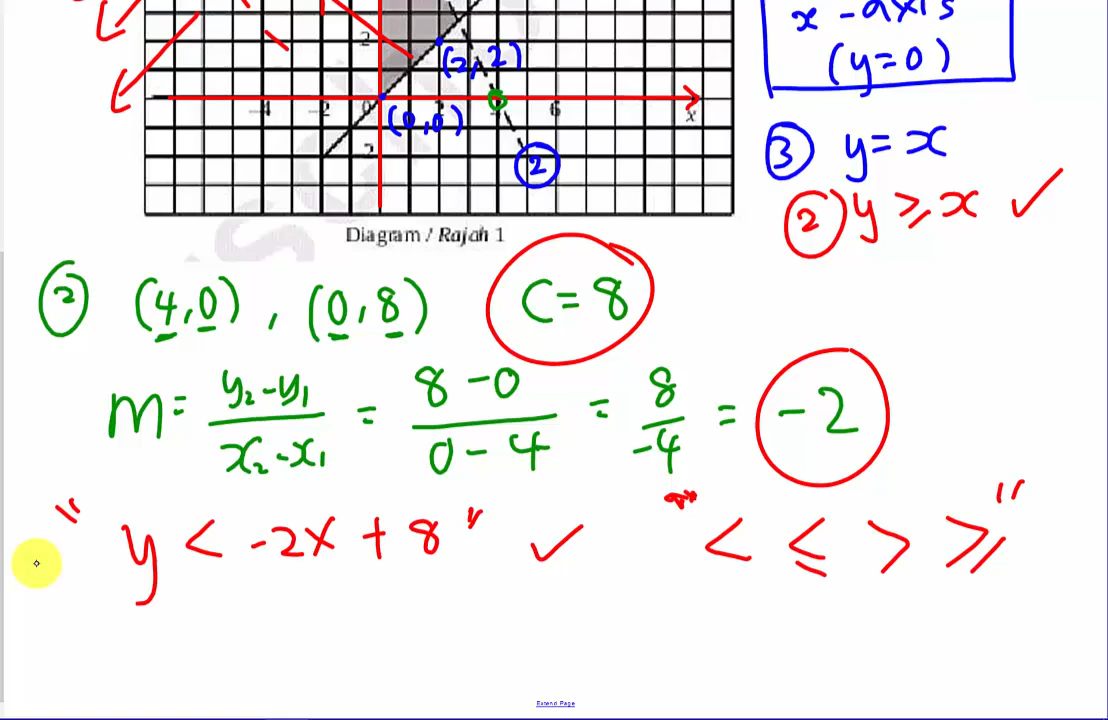 x - axis
(y=0)
2
(2, 2)
-4 -2 0 2 6
x
(0,0)
2
2
③ y = x
②) y ⩾ x ✓
Diagram / Rajah 1
② (4,0) , (0,8) C = 8
m = y₂-y₁ / x₂-x₁ = 8-0 / 0-4 = 8 / -4 = -2
" y < -2x + 8 " ✓ " < ≤ > ⩾ "
Extend Page